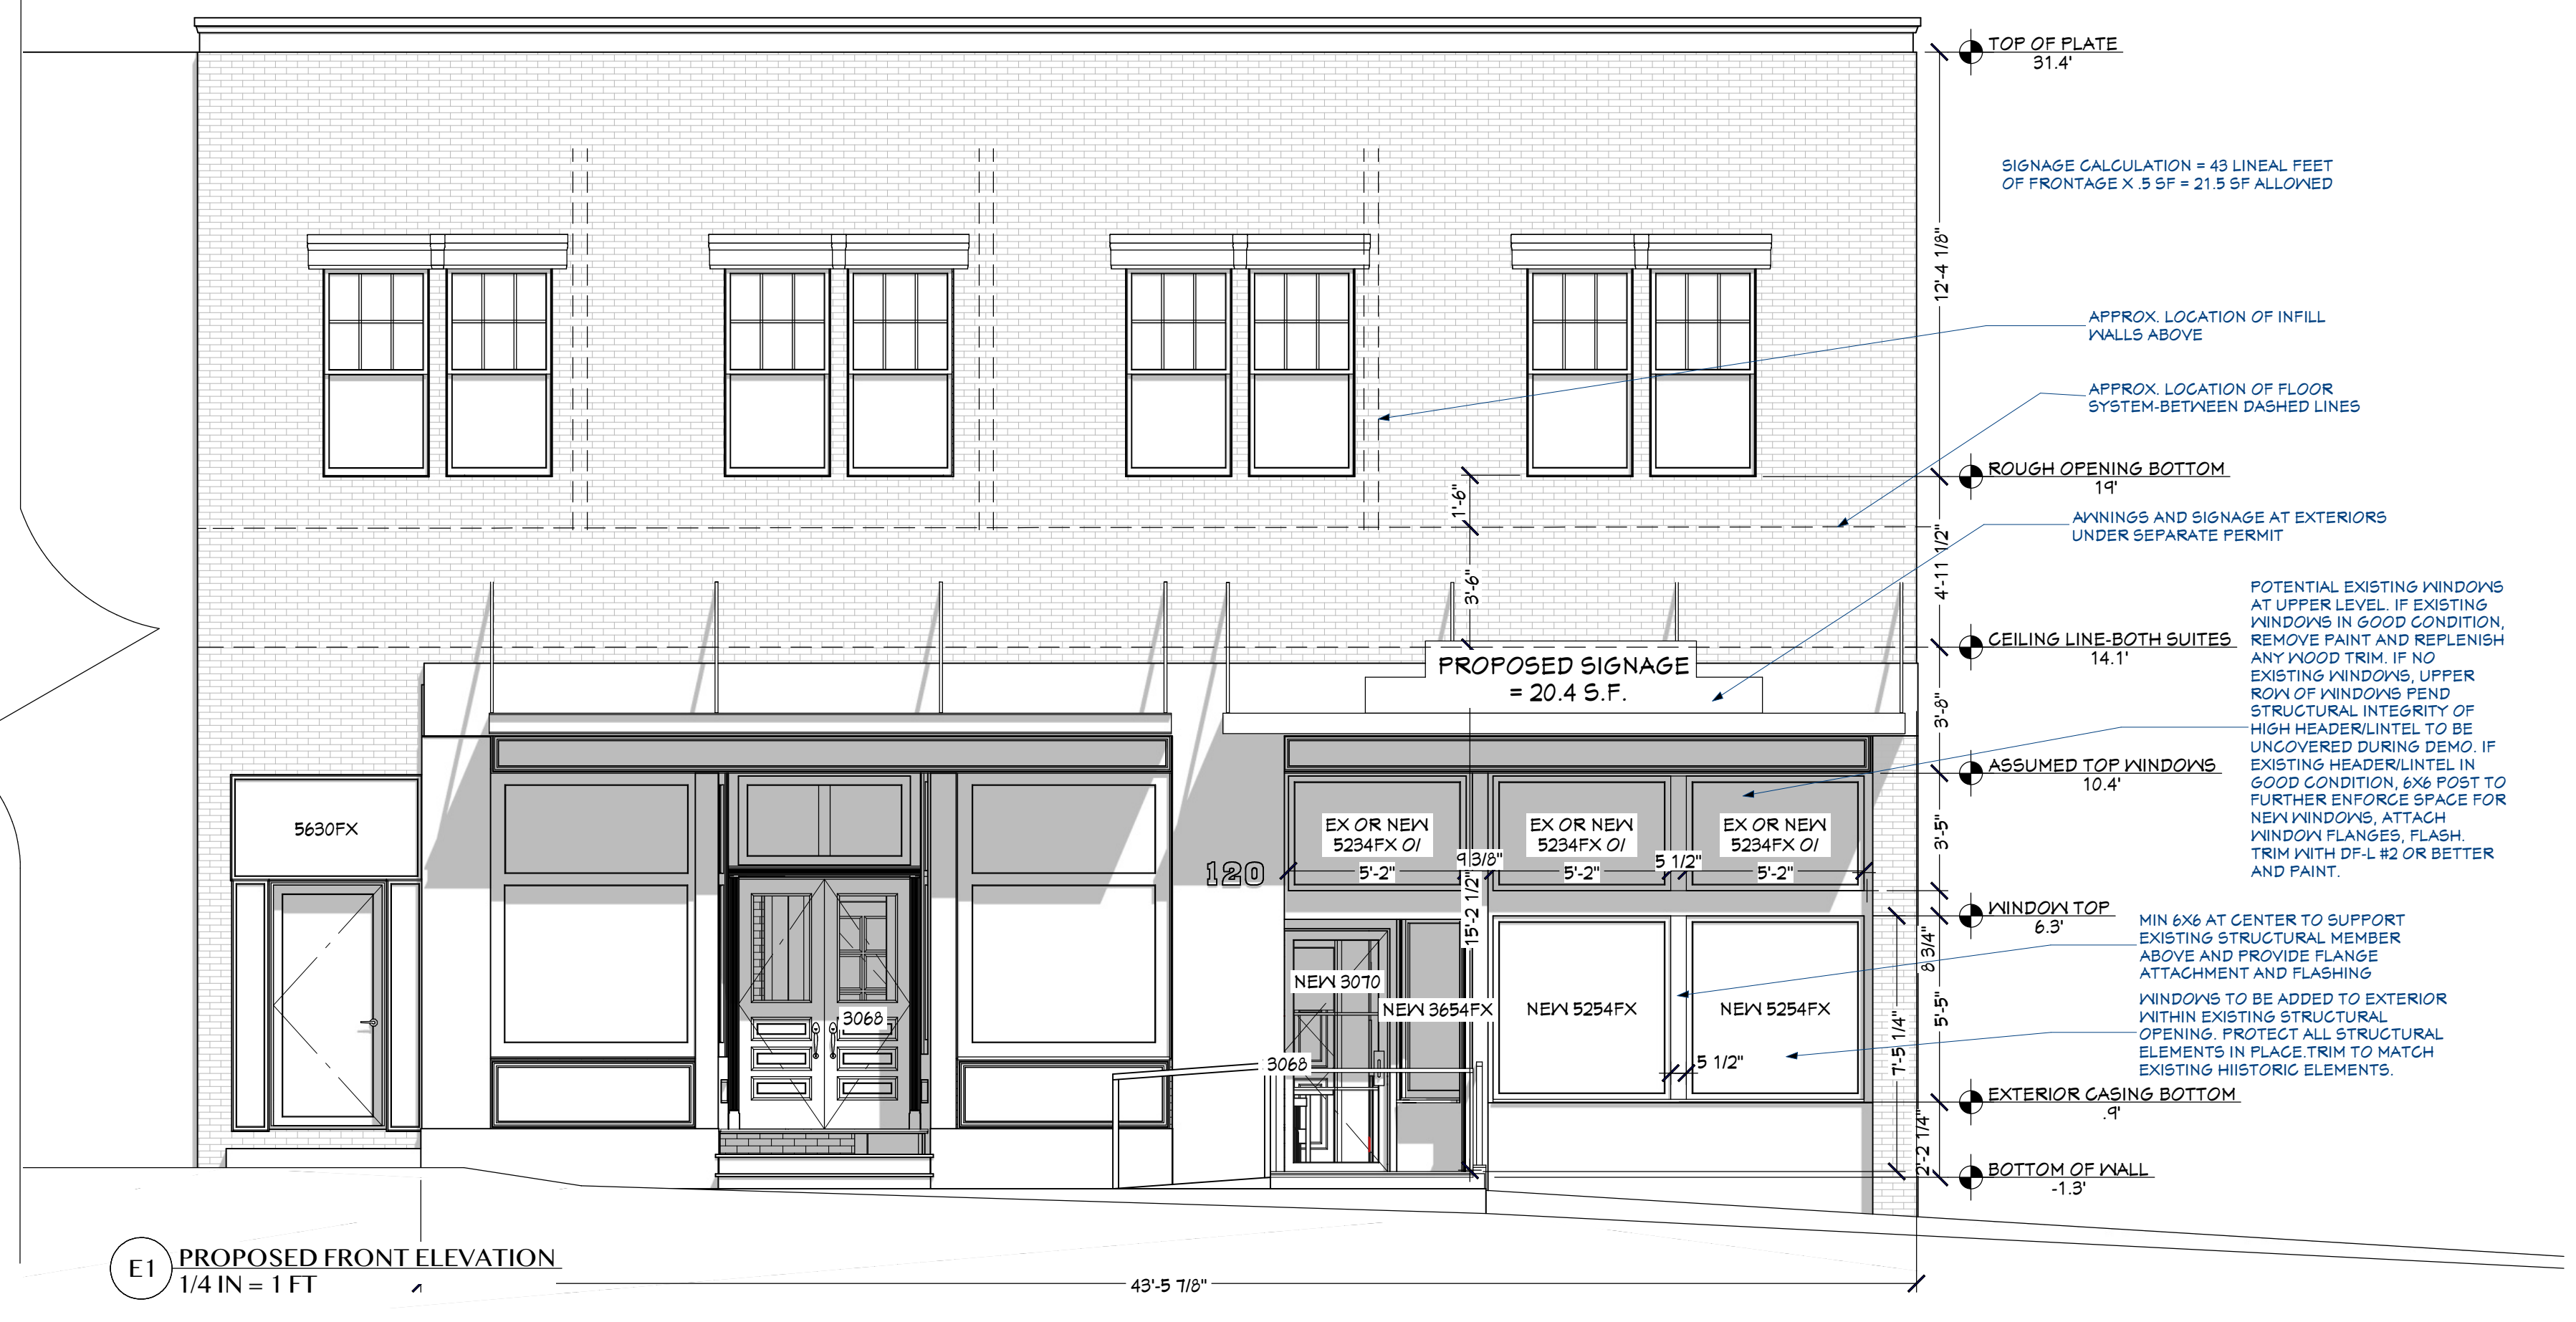 TOP OF PLATE
31.4'
SIGNAGE CALCULATION = 43 LINEAL FEET
OF FRONTAGE X .5 SF = 21.5 SF ALLOWED
12'-4 1/8"
APPROX. LOCATION OF INFILL
WALLS ABOVE
APPROX. LOCATION OF FLOOR
SYSTEM-BETWEEN DASHED LINES
ROUGH OPENING BOTTOM
19'
1'-6"
AWNINGS AND SIGNAGE AT EXTERIORS
UNDER SEPARATE PERMIT
4'-11 1/2"
3'-6"
POTENTIAL EXISTING WINDOWS
AT UPPER LEVEL. IF EXISTING
WINDOWS IN GOOD CONDITION,
REMOVE PAINT AND REPLENISH
ANY WOOD TRIM. IF NO
EXISTING WINDOWS, UPPER
ROW OF WINDOWS PEND
STRUCTURAL INTEGRITY OF
HIGH HEADER/LINTEL TO BE
UNCOVERED DURING DEMO. IF
EXISTING HEADER/LINTEL IN
GOOD CONDITION, 6X6 POST TO
FURTHER ENFORCE SPACE FOR
NEW WINDOWS, ATTACH
WINDOW FLANGES, FLASH.
TRIM WITH DF-L #2 OR BETTER
AND PAINT.
CEILING LINE-BOTH SUITES
14.1'
PROPOSED SIGNAGE
= 20.4 S.F.
3'-8"
ASSUMED TOP WINDOWS
10.4'
5630FX
EX OR NEW
5234FX O/
EX OR NEW
5234FX O/
EX OR NEW
5234FX O/
3'-5"
120
5'-2"
9 3/8"
5'-2"
5 1/2"
5'-2"
15'-2 1/2"
WINDOW TOP
6.3'
8 3/4"
MIN 6X6 AT CENTER TO SUPPORT
EXISTING STRUCTURAL MEMBER
ABOVE AND PROVIDE FLANGE
ATTACHMENT AND FLASHING
NEW 3070
NEW 3654FX
NEW 5254FX
NEW 5254FX
3068
5'-5"
7'-5 1/4"
WINDOWS TO BE ADDED TO EXTERIOR
WITHIN EXISTING STRUCTURAL
OPENING. PROTECT ALL STRUCTURAL
ELEMENTS IN PLACE.TRIM TO MATCH
EXISTING HIISTORIC ELEMENTS.
3068
5 1/2"
EXTERIOR CASING BOTTOM
.9'
2'-2 1/4"
BOTTOM OF WALL
-1.3'
E1
PROPOSED FRONT ELEVATION
1/4 IN = 1 FT
43'-5 7/8"